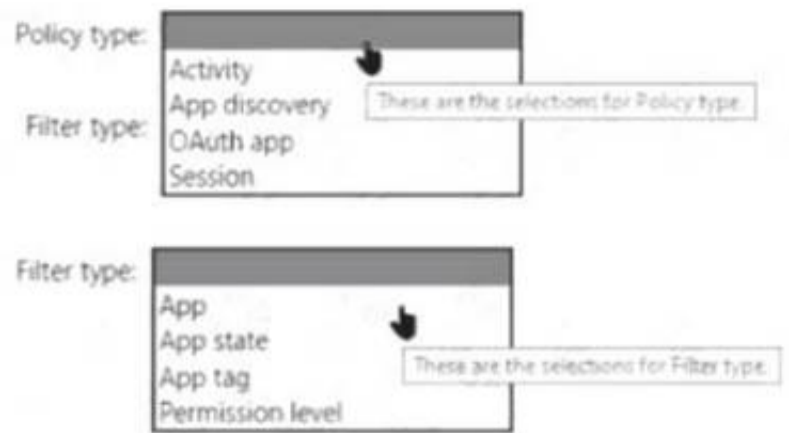 Policy type:
Activity
App discovery
These are the selections for Policy type.
Filter type:
OAuth app
Session
Filter type:
App
App state
These are the selections for Filter type.
App tag
Permission level